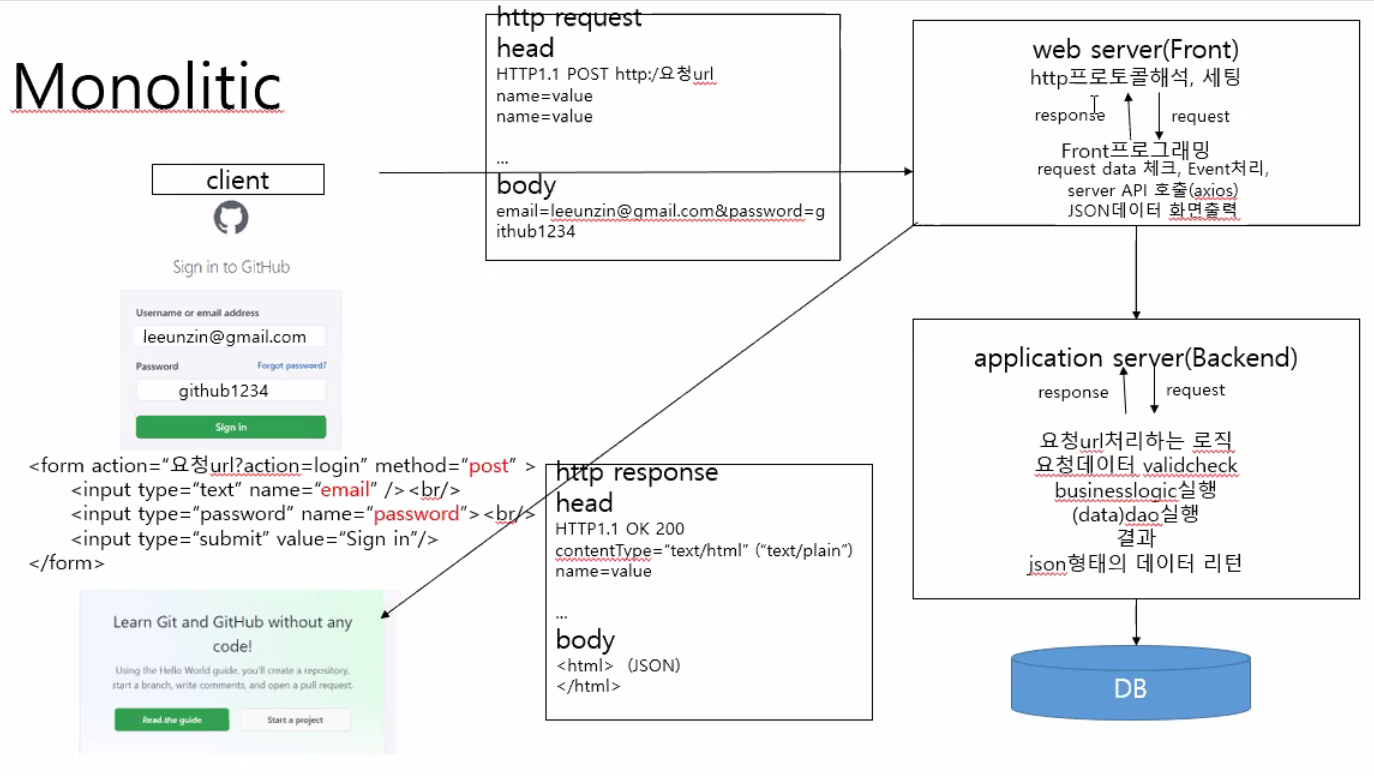 Monolitic
client
Sign in to GitHub
Username or email address
leeunzin@gmail.com
Password Forgot password?
github1234
Sign in
<form action=“요청url?action=login” method=“post” >
<input type=“text” name=“email” /><br/>
<input type=“password” name=“password”><br/>
<input type=“submit” value=“Sign in”/>
</form>
Learn Git and GitHub without any
code!
Using the Hello World guide, you’ll create a repository,
start a branch, write comments, and open a pull request.
Read the guide Start a project
http request
head
HTTP1.1 POST http:/요청url
name=value
name=value
...
body
email=leeunzin@gmail.com&password=g
ithub1234
http response
head
HTTP1.1 OK 200
contentType=“text/html” (“text/plain”)
name=value
...
body
<html> (JSON)
</html>
web server(Front)
http프로토콜해석, 세팅
response request
Front프로그래밍
request data 체크, Event처리,
server API 호출(axios)
JSON데이터 화면출력
application server(Backend)
response request
요청url처리하는 로직
요청데이터 validcheck
businesslogic실행
(data)dao실행
결과
json형태의 데이터 리턴
DB